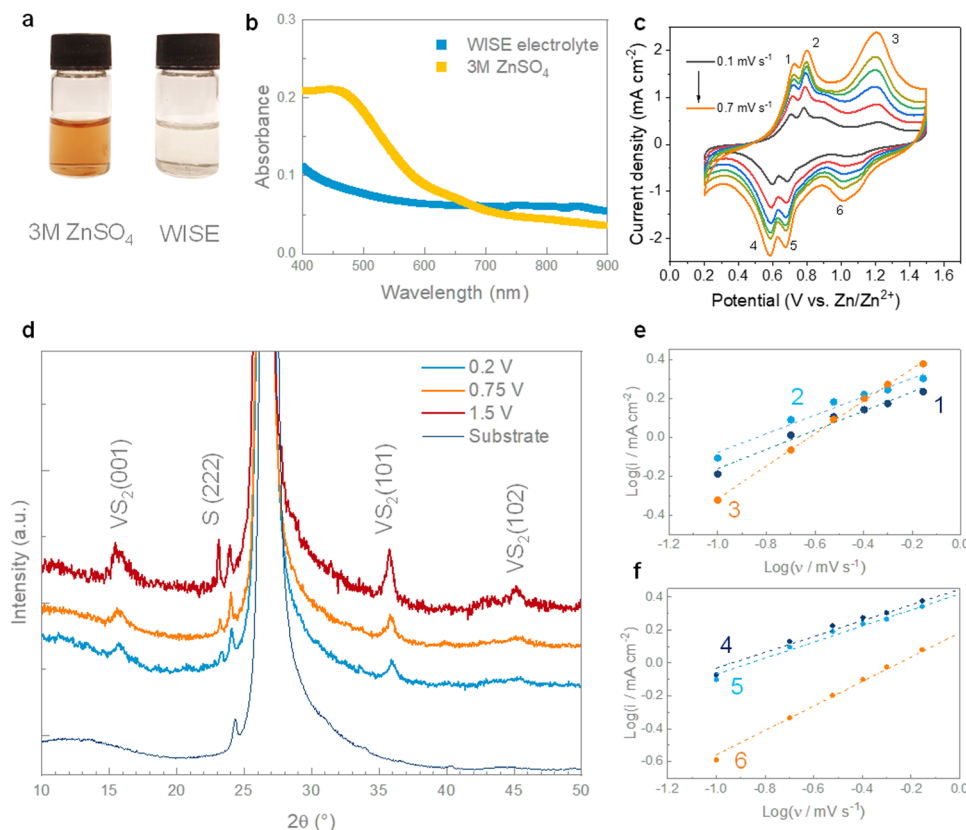 a
3M ZnSO₄
WISE
b
WISE electrolyte
3M ZnSO₄
0.3
0.2
0.1
0.0
400
500
600
700
800
900
Absorbance
Wavelength (nm)
c
0.1 mV s⁻¹
0.7 mV s⁻¹
1
2
3
4
5
6
2
1
0
-1
-2
0.2
0.4
0.6
0.8
1.0
1.2
1.4
1.6
Current density (mA cm⁻²)
Potential (V vs. Zn/Zn²⁺)
d
0.2 V
0.75 V
1.5 V
Substrate
VS₂(001)
S (222)
VS₂(101)
VS₂(102)
Intensity (a.u.)
10
15
20
25
30
35
40
45
50
2θ (°)
e
1
2
3
0.4
0.2
0.0
-0.2
-0.4
-1.2
-1.0
-0.8
-0.6
-0.4
-0.2
0.0
Log(i / mA cm⁻²)
Log(ν / mV s⁻¹)
f
4
5
6
0.4
0.2
0.0
-0.2
-0.4
-0.6
-1.2
-1.0
-0.8
-0.6
-0.4
-0.2
0.0
Log(i / mA cm⁻²)
Log(ν / mV s⁻¹)